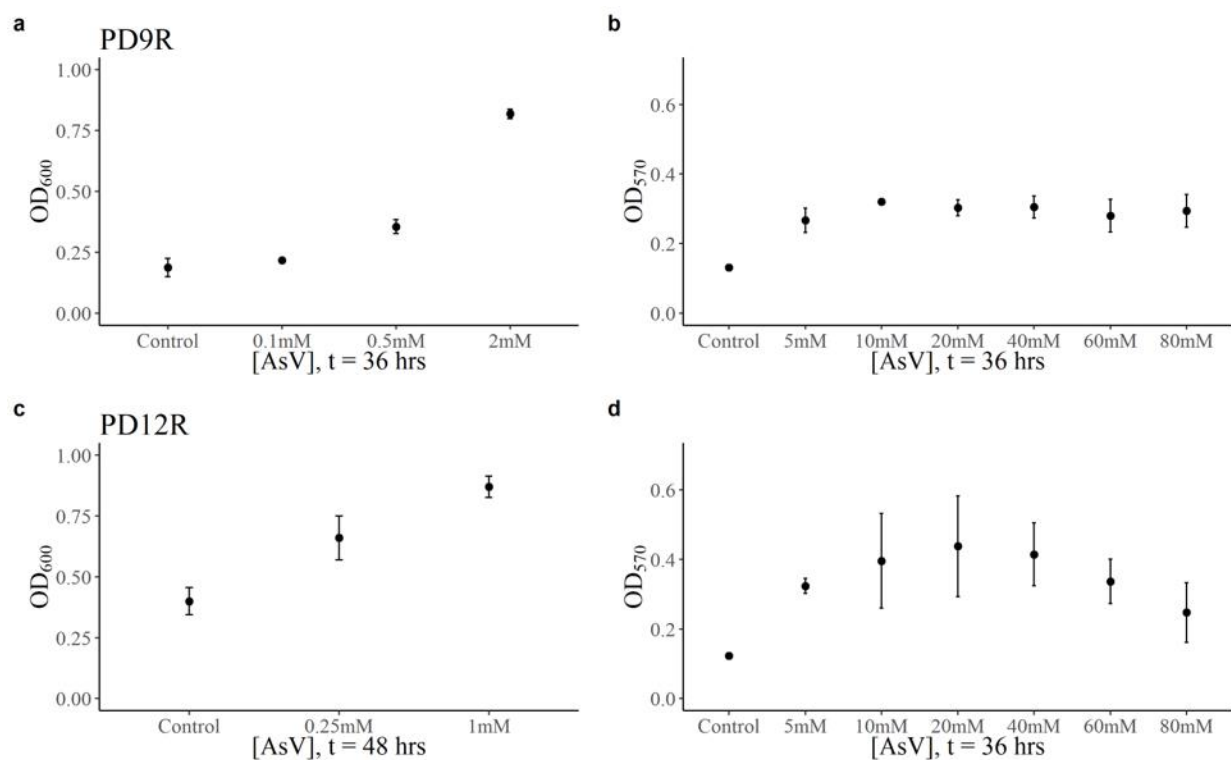 a
PD9R
1.00
0.75
0.50
0.25
0.00
OD600
Control 0.1mM 0.5mM 2mM
[AsV], t = 36 hrs
b
0.6
0.4
0.2
0.0
OD570
Control 5mM 10mM 20mM 40mM 60mM 80mM
[AsV], t = 36 hrs
c
PD12R
1.00
0.75
0.50
0.25
0.00
OD600
Control 0.25mM 1mM
[AsV], t = 48 hrs
d
0.6
0.4
0.2
0.0
OD570
Control 5mM 10mM 20mM 40mM 60mM 80mM
[AsV], t = 36 hrs